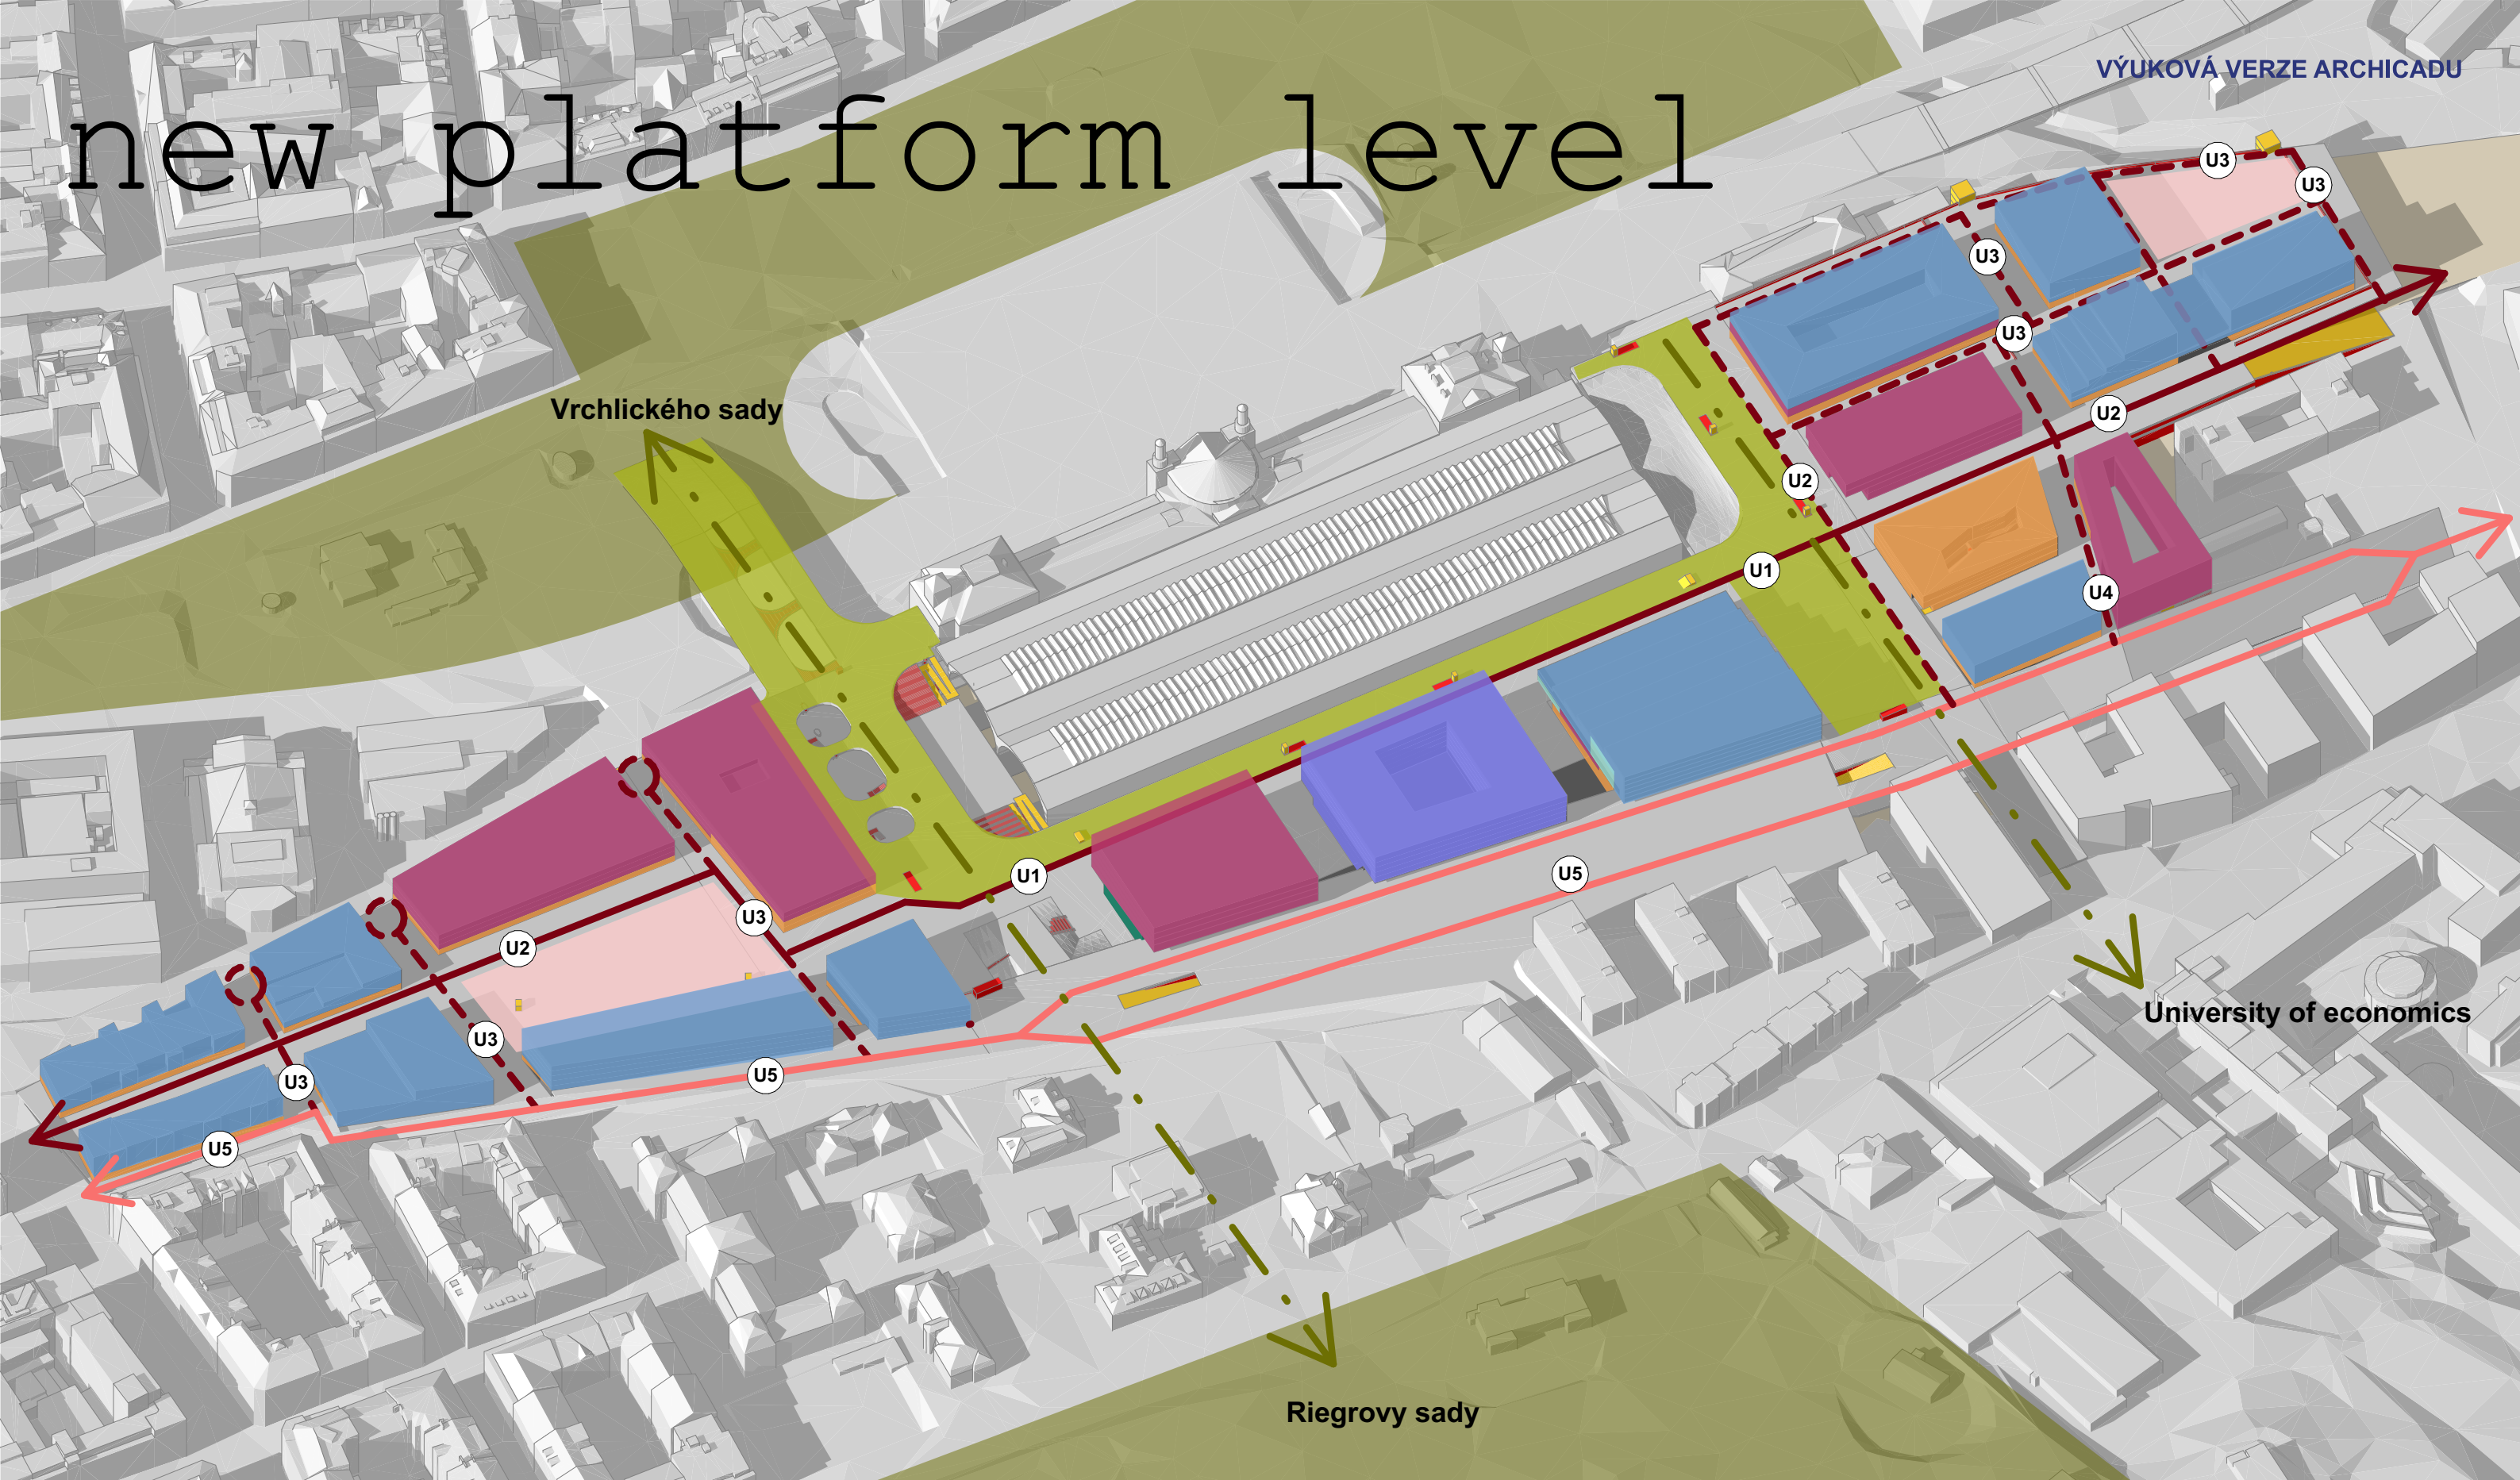 VÝUKOVÁ VERZE ARCHICADU
new platform level
U3
U3
U3
U3
Vrchlického sady
U2
U2
U1
U4
U1
U5
U3
U2
University of economics
U3
U5
U3
U5
Riegrovy sady